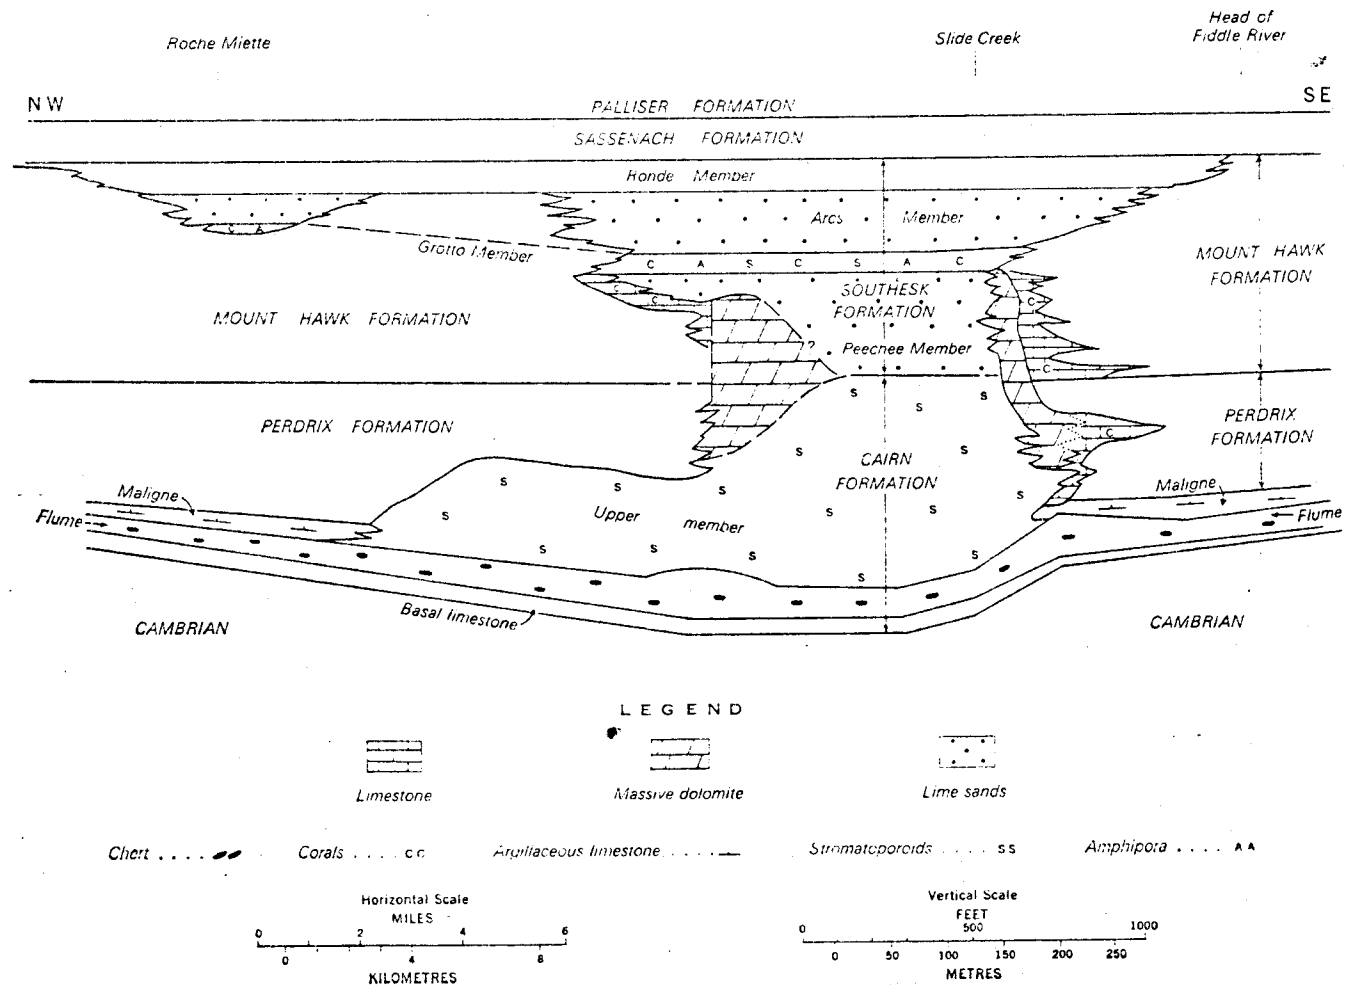 Roche Miette
Slide Creek
Head of
Fiddle River
NW
SE
PALLISER FORMATION
SASSENACH FORMATION
Ronde Member
Arcs Member
C A
Grotto Member
C A S C S A C
MOUNT HAWK
FORMATION
SOUTHESK
FORMATION
C
C
C
MOUNT HAWK FORMATION
?
Peechee Member
C
S
S
S
PERDRIX
FORMATION
PERDRIX FORMATION
C
S
CAIRN
FORMATION
S
Maligne
S
S
S
Maligne
S
Flume
S
Upper member
S
S
Flume
S
S
S
S
S
Basal limestone
CAMBRIAN
CAMBRIAN
LEGEND
Limestone
Massive dolomite
Lime sands
Chert ....
Corals .... CC
Argillaceous limestone .....
Stromatoporoids .... SS
Amphipora .... AA
Horizontal Scale
MILES
0 2 4 6
0 4 8
KILOMETRES
Vertical Scale
FEET
0 500 1000
0 50 100 150 200 250
METRES